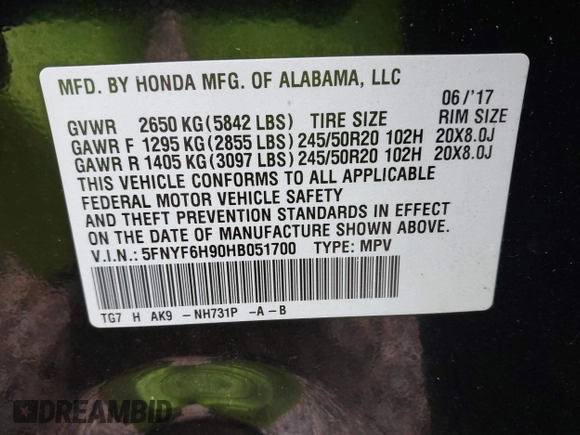 MFD. BY HONDA MFG. OF ALABAMA, LLC
06/'17
GVWR 2650 KG(5842 LBS) TIRE SIZE RIM SIZE
GAWR F 1295 KG(2855 LBS)245/50R20 102H 20X8.0J
GAWR R 1405 KG(3097 LBS)245/50R20 102H 20X8.0J
THIS VEHICLE CONFORMS TO ALL APPLICABLE
FEDERAL MOTOR VEHICLE SAFETY
AND THEFT PREVENTION STANDARDS IN EFFECT
ON THE DATE OF MANUFACTURE SHOWN ABOVE.
V.I.N.: 5FNYF6H90HB051700 TYPE: MPV
TG7 H AK9 -NH731P -A-B
DREAMBID